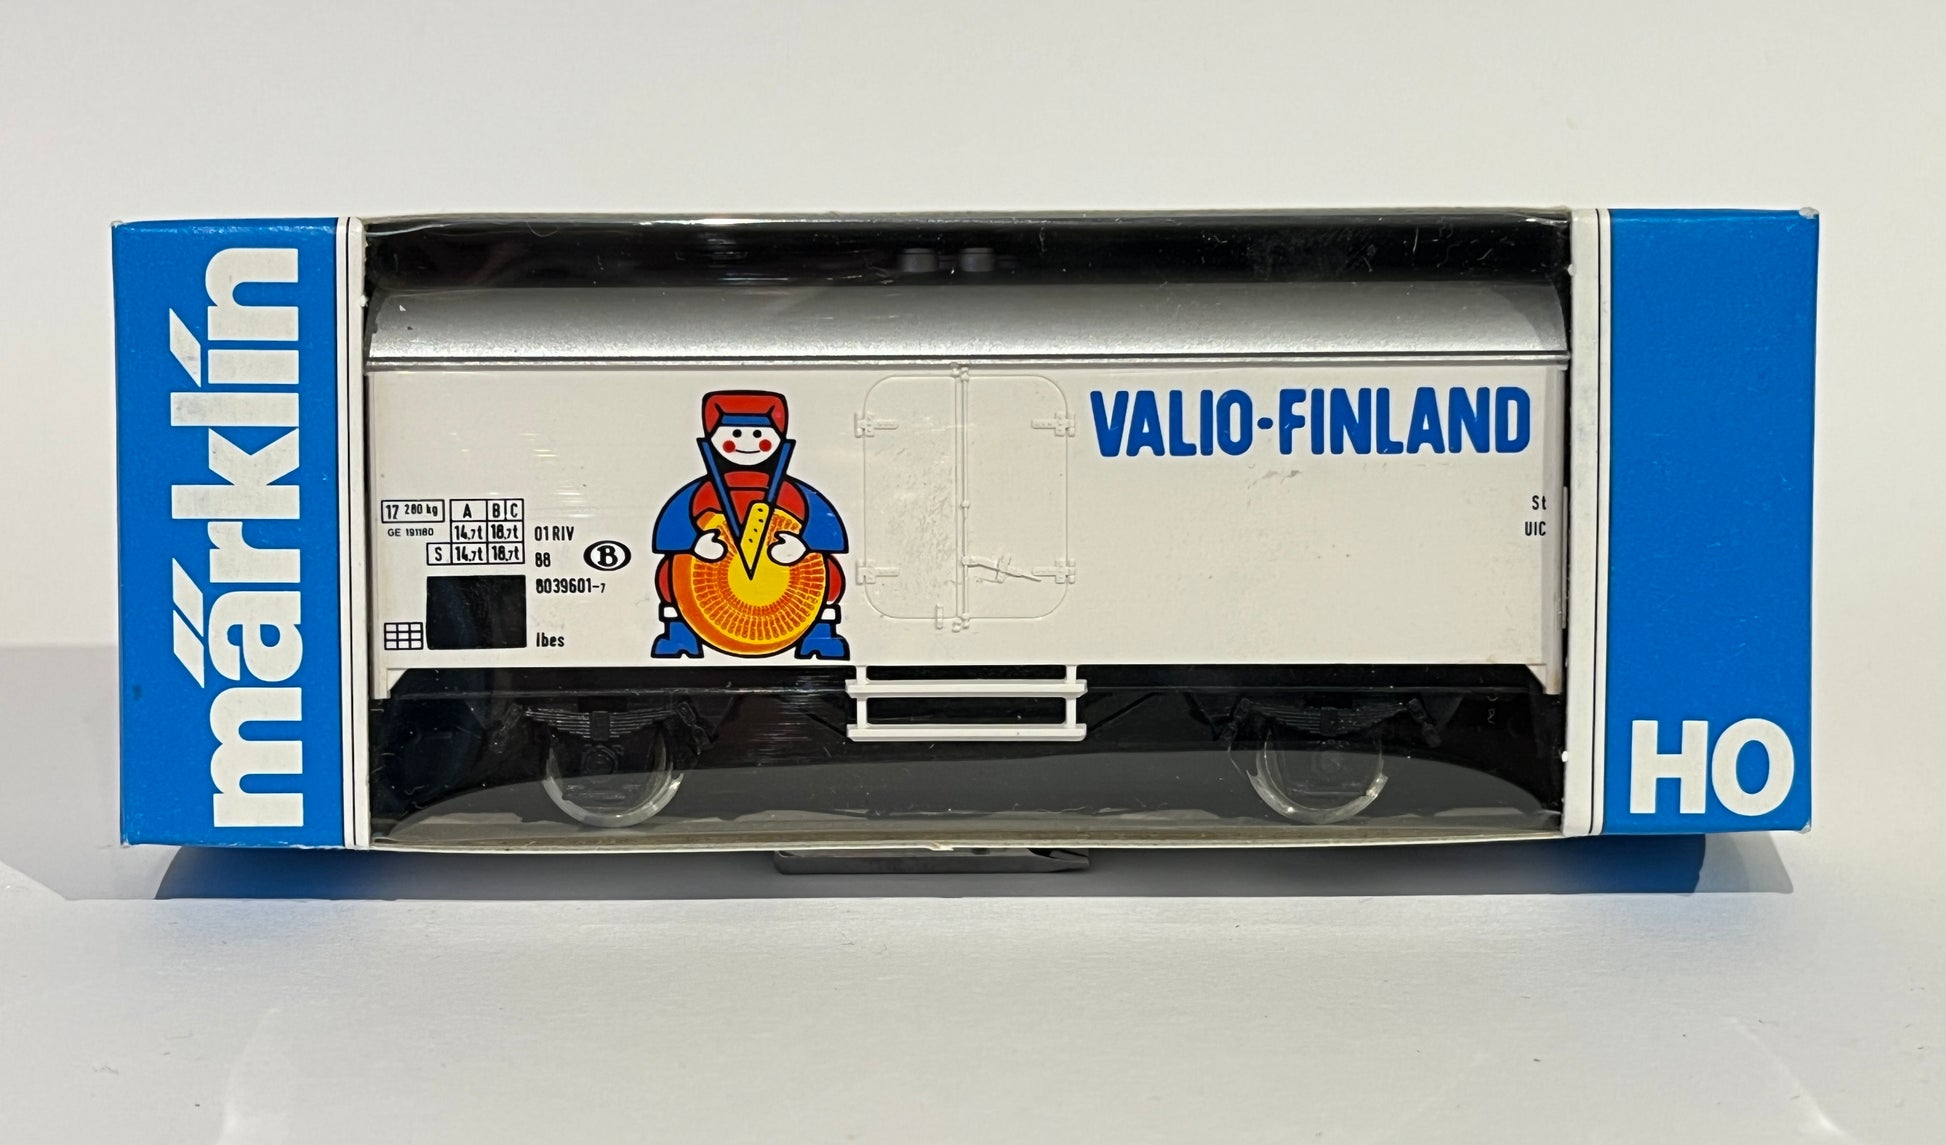 märklín
VALIO-FINLAND
17 280 kg
A B C
GE 191180
14,7t 18,7t
S 14,7t 18,7t
01 RIV
88
B
8039601-7
Ibes
St
UIC
HO